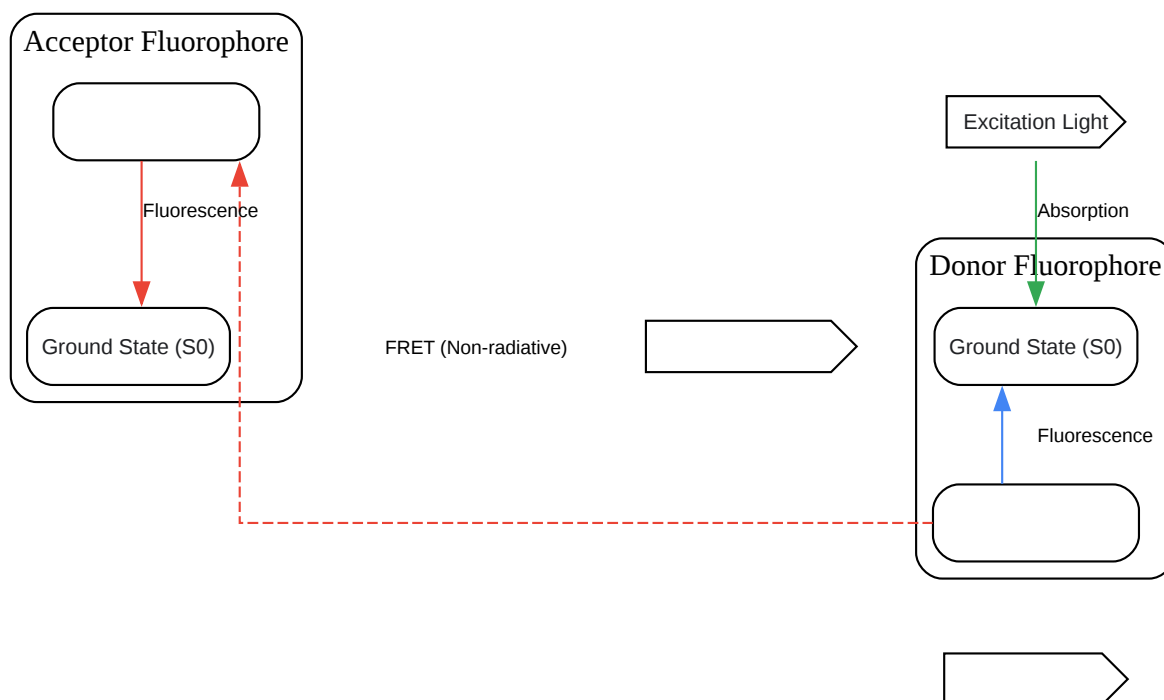 Acceptor Fluorophore
Excitation Light
Fluorescence
Absorption
Donor Fluorophore
Ground State (S0)
FRET (Non-radiative)
Ground State (S0)
Fluorescence